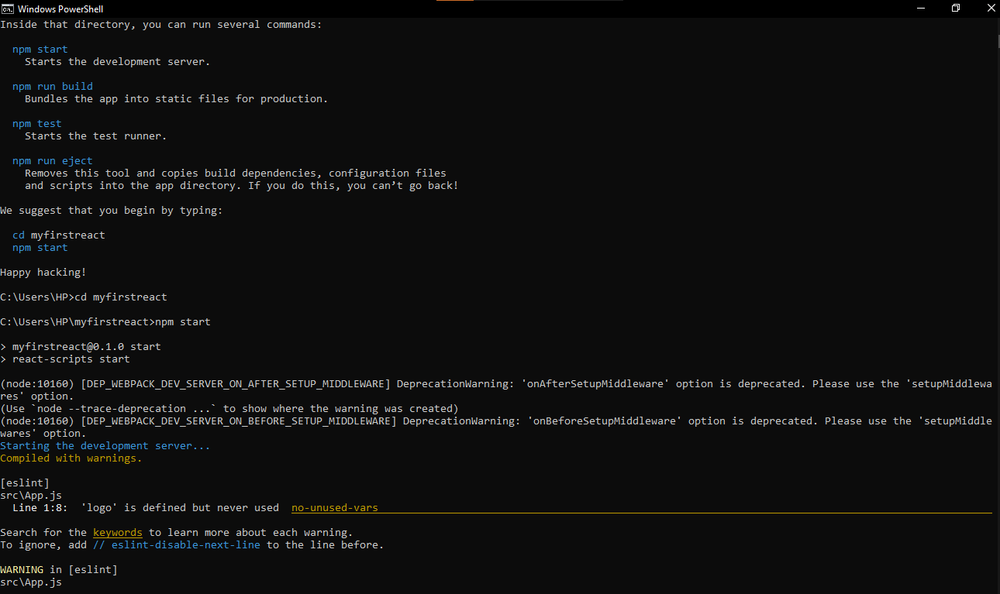 Windows PowerShell
Inside that directory, you can run several commands:
npm start
Starts the development server.
npm run build
Bundles the app into static files for production.
npm test
Starts the test runner.
npm run eject
Removes this tool and copies build dependencies, configuration files
and scripts into the app directory. If you do this, you can’t go back!
We suggest that you begin by typing:
cd myfirstreact
npm start
Happy hacking!
C:\Users\HP>cd myfirstreact
C:\Users\HP\myfirstreact>npm start
> myfirstreact@0.1.0 start
> react-scripts start
(node:10160) [DEP_WEBPACK_DEV_SERVER_ON_AFTER_SETUP_MIDDLEWARE] DeprecationWarning: 'onAfterSetupMiddleware' option is deprecated. Please use the 'setupMiddlewa
res' option.
(Use `node --trace-deprecation ...` to show where the warning was created)
(node:10160) [DEP_WEBPACK_DEV_SERVER_ON_BEFORE_SETUP_MIDDLEWARE] DeprecationWarning: 'onBeforeSetupMiddleware' option is deprecated. Please use the 'setupMiddle
wares' option.
Starting the development server...
Compiled with warnings.
[eslint]
src\App.js
Line 1:8:  'logo' is defined but never used  no-unused-vars
Search for the keywords to learn more about each warning.
To ignore, add // eslint-disable-next-line to the line before.
WARNING in [eslint]
src\App.js